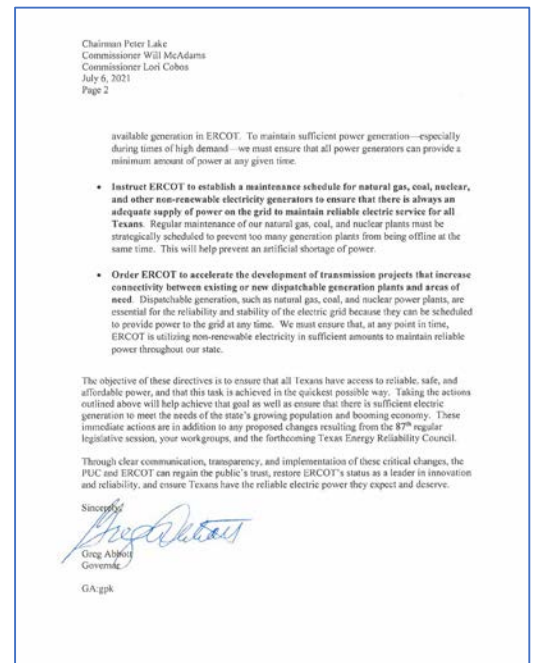 Chairman Peter Lake
Commissioner Will McAdams
Commissioner Lori Cobos
July 6, 2021
Page 2
available generation in ERCOT. To maintain sufficient power generation—especially
during times of high demand—we must ensure that all power generators can provide a
minimum amount of power at any given time.
• Instruct ERCOT to establish a maintenance schedule for natural gas, coal, nuclear,
and other non-renewable electricity generators to ensure that there is always an
adequate supply of power on the grid to maintain reliable electric service for all
Texans. Regular maintenance of our natural gas, coal, and nuclear plants must be
strategically scheduled to prevent too many generation plants from being offline at the
same time. This will help prevent an artificial shortage of power.
• Order ERCOT to accelerate the development of transmission projects that increase
connectivity between existing or new dispatchable generation plants and areas of
need. Dispatchable generation, such as natural gas, coal, and nuclear power plants, are
essential for the reliability and stability of the electric grid because they can be scheduled
to provide power to the grid at any time. We must ensure that, at any point in time,
ERCOT is utilizing non-renewable electricity in sufficient amounts to maintain reliable
power throughout our state.
The objective of these directives is to ensure that all Texans have access to reliable, safe, and
affordable power, and that this task is achieved in the quickest possible way. Taking the actions
outlined above will help achieve that goal as well as ensure that there is sufficient electric
generation to meet the needs of the state's growing population and booming economy. These
immediate actions are in addition to any proposed changes resulting from the 87th regular
legislative session, your workgroups, and the forthcoming Texas Energy Reliability Council.
Through clear communication, transparency, and implementation of these critical changes, the
PUC and ERCOT can regain the public's trust, restore ERCOT's status as a leader in innovation
and reliability, and ensure Texans have the reliable electric power they expect and deserve.
Sincerely,
Greg Abbott
Greg Abbott
Governor
GA:gpk